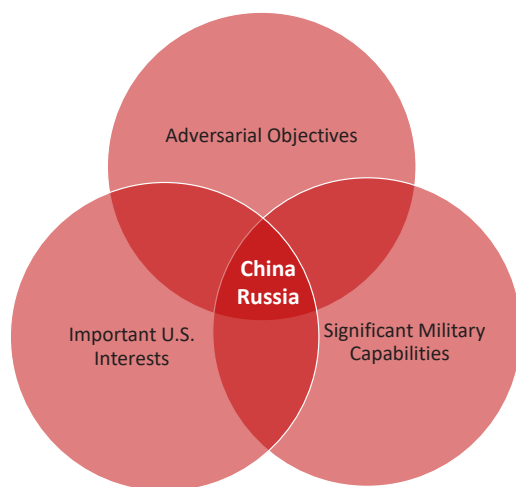 Adversarial Objectives
China
Russia
Important U.S.
Interests
Significant Military
Capabilities